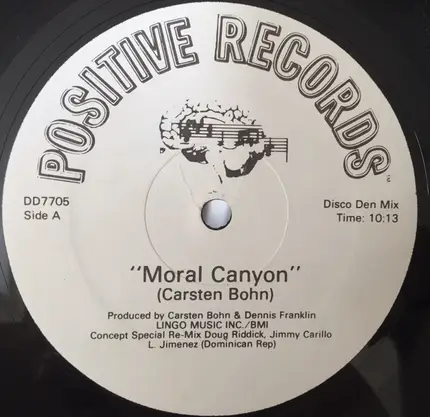 POSITIVE RECORDS
DD7705
Side A
Disco Den Mix
Time: 10:13
"Moral Canyon"
(Carsten Bohn)
Produced by Carsten Bohn & Dennis Franklin
LINGO MUSIC INC./BMI
Concept Special Re-Mix Doug Riddick, Jimmy Carillo
L. Jimenez (Dominican Rep)